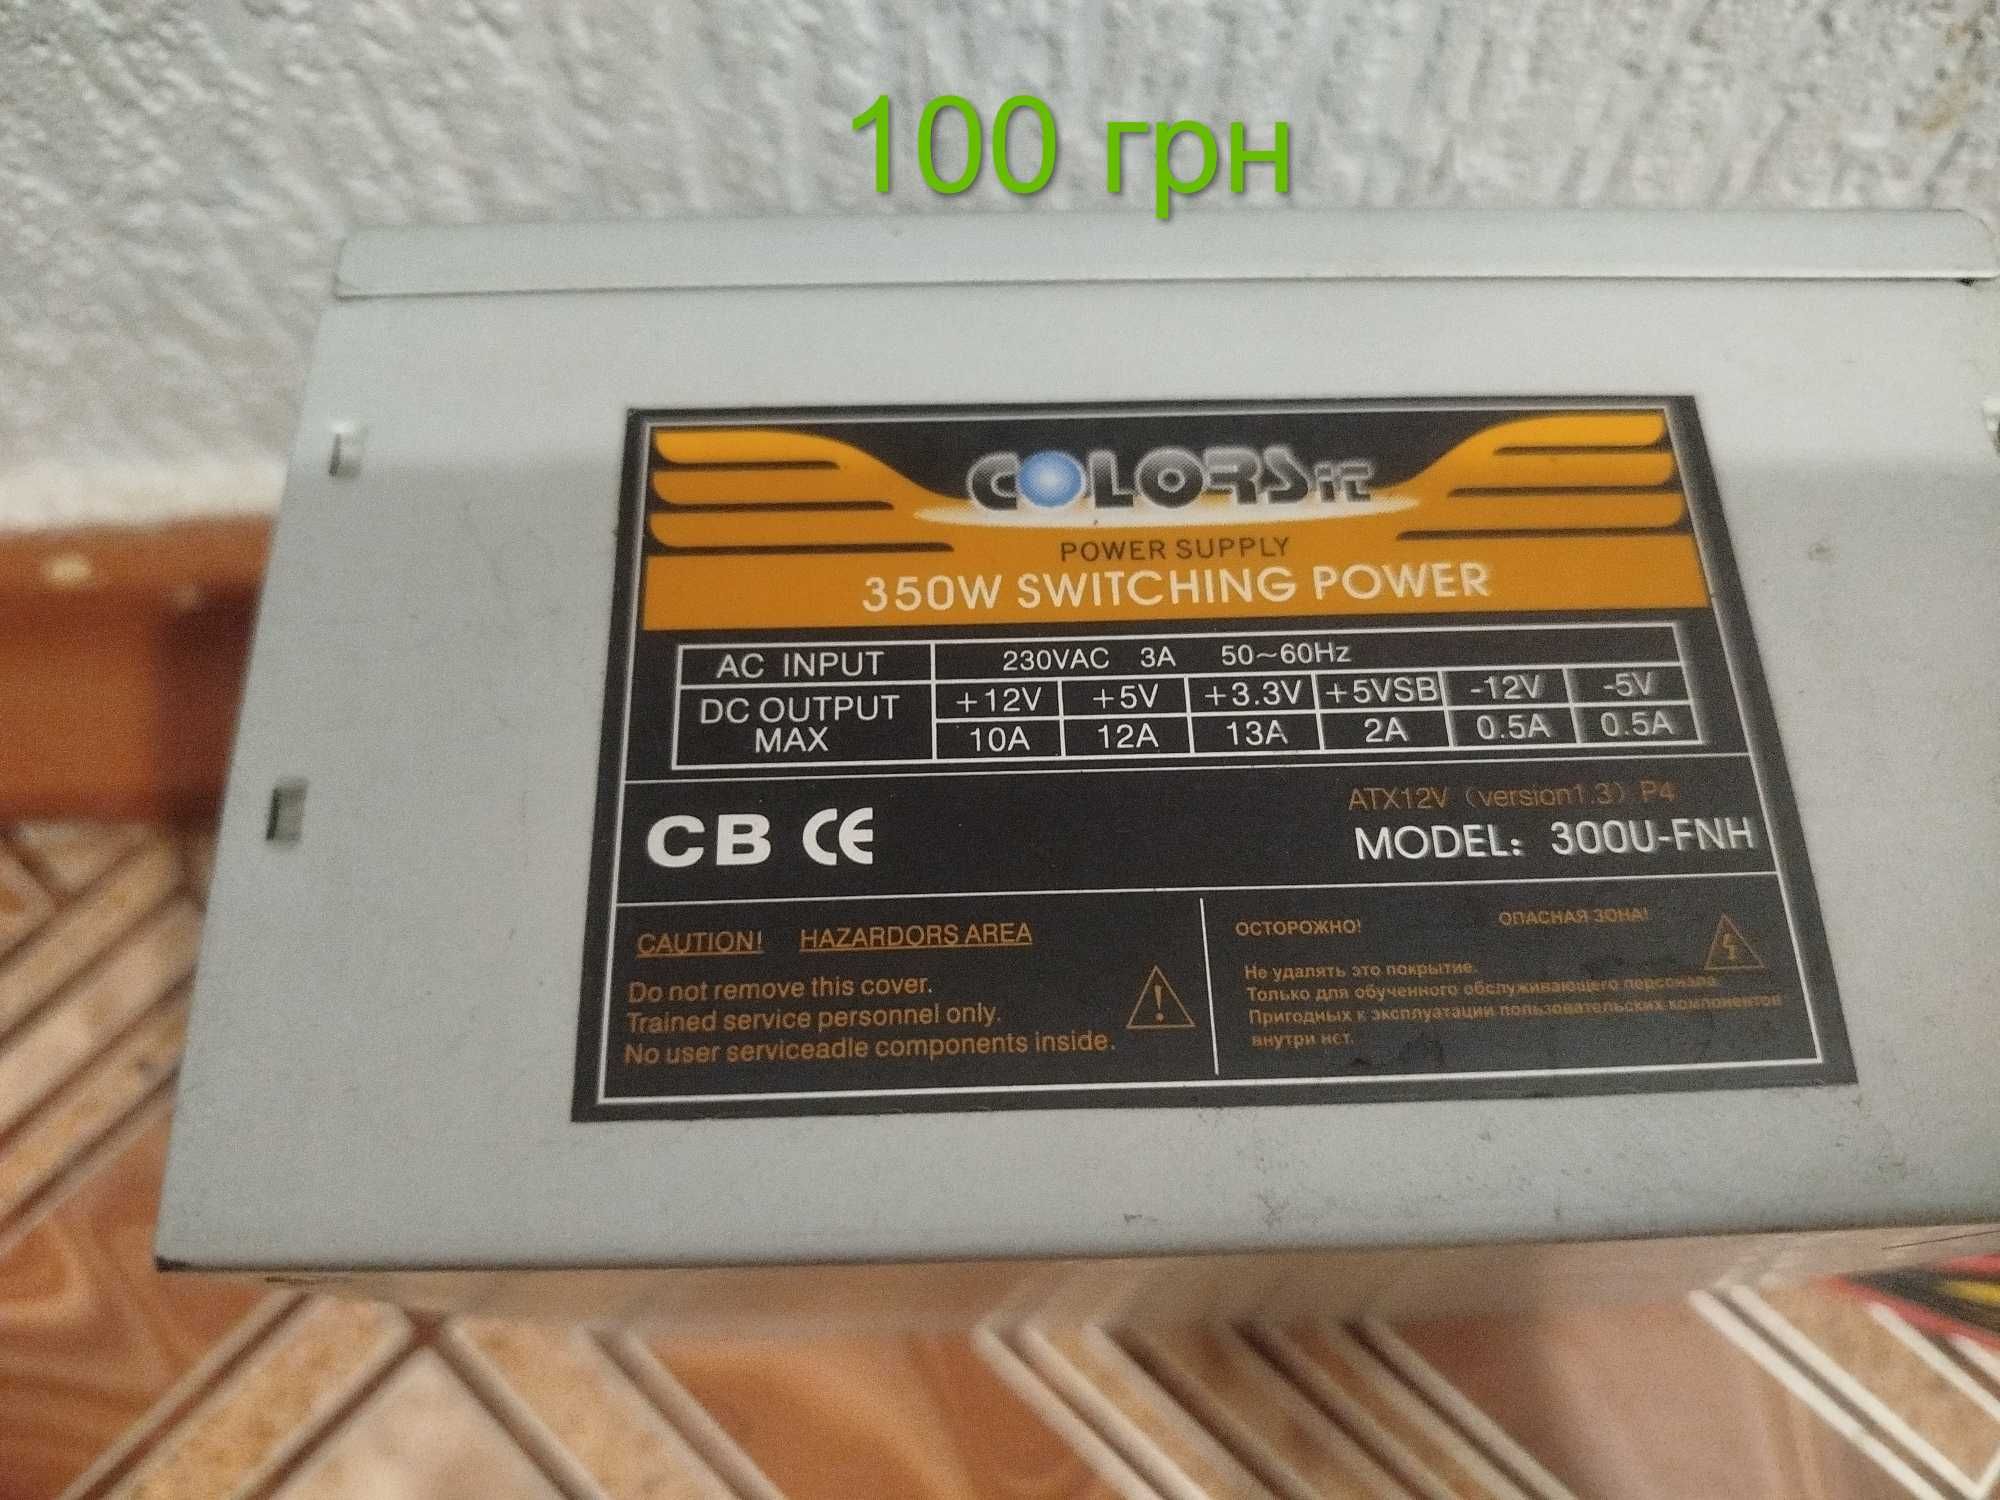 100 грн
COLORSit
POWER SUPPLY
350W SWITCHING POWER
AC INPUT 230VAC 3A 50~60Hz
DC OUTPUT MAX +12V +5V +3.3V +5VSB -12V -5V
10A 12A 13A 2A 0.5A 0.5A
ATX12V (version1.3) P4
CB CE MODEL: 300U-FNH
CAUTION! HAZARDORS AREA
Do not remove this cover.
Trained service personnel only.
No user serviceadle components inside.
ОСТОРОЖНО! ОПАСНАЯ ЗОНА!
Не удалять это покрытие.
Только для обученного обслуживающего персонала
Пригодных к эксплуатации пользовательских компонентов
внутри нст.